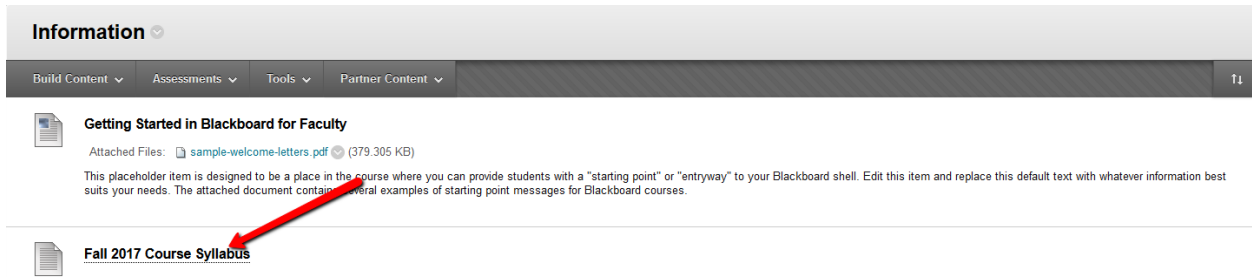 Information
Build Content Assessments Tools Partner Content
Getting Started in Blackboard for Faculty
Attached Files: sample-welcome-letters.pdf (379.305 KB)
This placeholder item is designed to be a place in the course where you can provide students with a "starting point" or "entryway" to your Blackboard shell. Edit this item and replace this default text with whatever information best
suits your needs. The attached document contains several examples of starting point messages for Blackboard courses.
Fall 2017 Course Syllabus